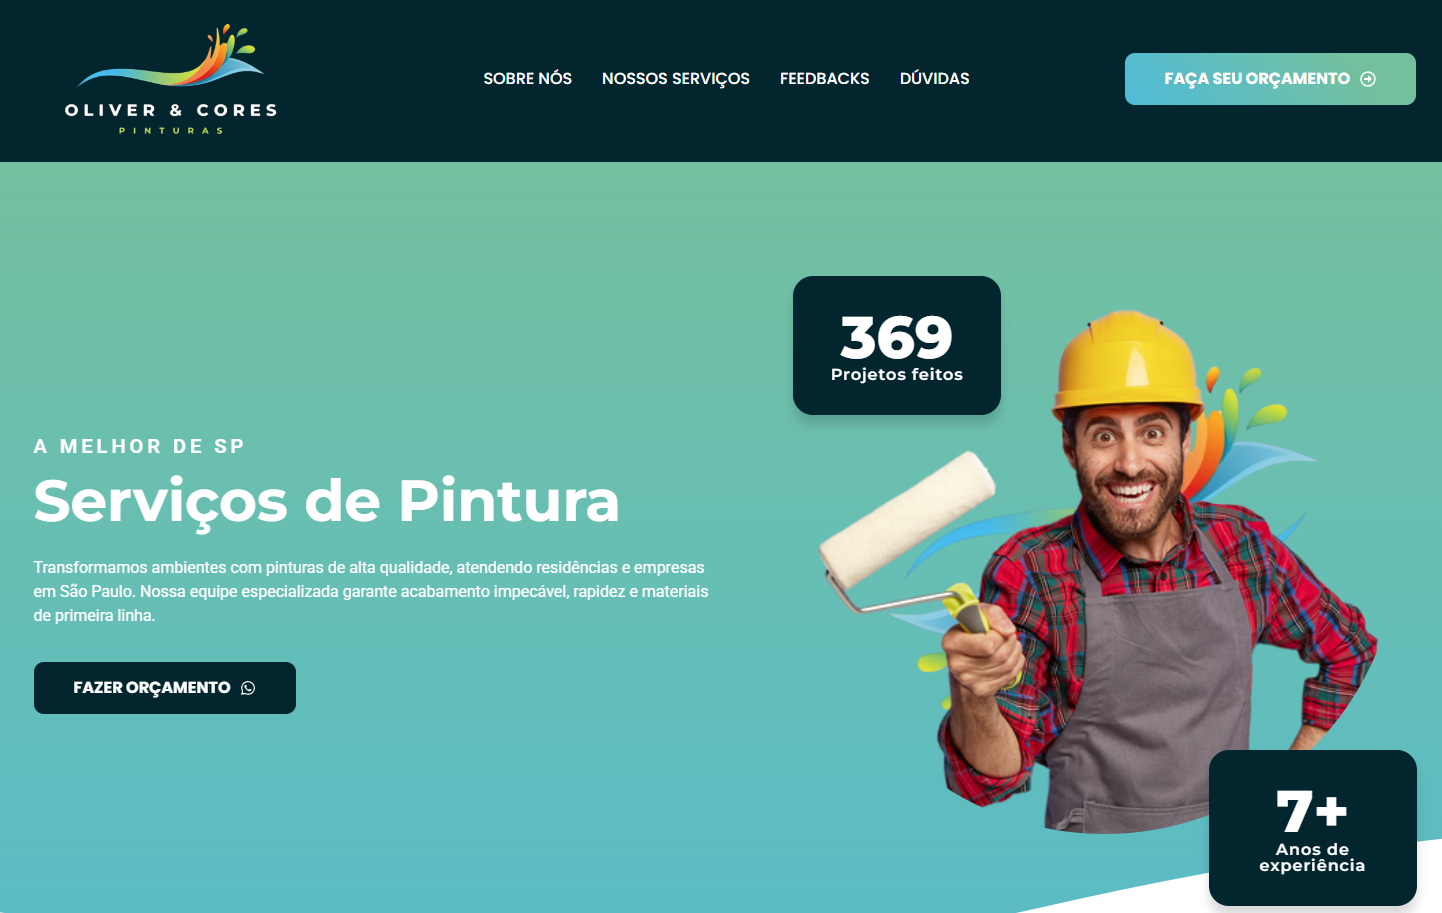 OLIVER & CORES
PINTURAS
SOBRE NÓS
NOSSOS SERVIÇOS
FEEDBACKS
DÚVIDAS
FAÇA SEU ORÇAMENTO
369
Projetos feitos
A MELHOR DE SP
Serviços de Pintura
Transformamos ambientes com pinturas de alta qualidade, atendendo residências e empresas
em São Paulo. Nossa equipe especializada garante acabamento impecável, rapidez e materiais
de primeira linha.
FAZER ORÇAMENTO
7+
Anos de
experiência